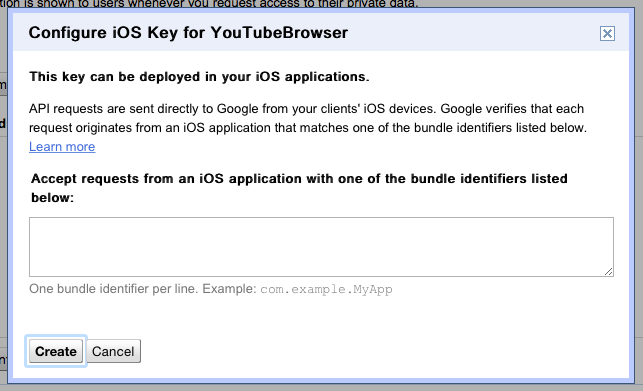 tion is shown to users whenever you request access to their private data.
Configure iOS Key for YouTubeBrowser
This key can be deployed in your iOS applications.
API requests are sent directly to Google from your clients' iOS devices. Google verifies that each
request originates from an iOS application that matches one of the bundle identifiers listed below.
Learn more
Accept requests from an iOS application with one of the bundle identifiers listed
below:
One bundle identifier per line. Example: com.example.MyApp
Create Cancel